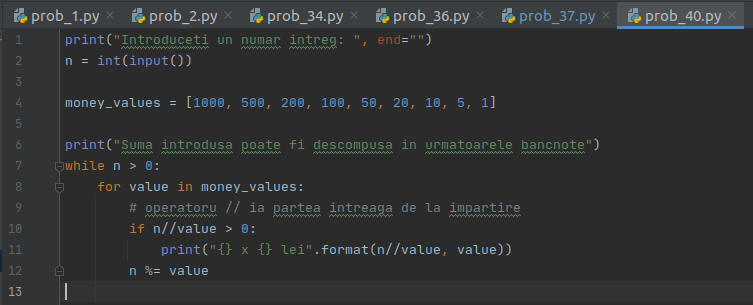 prob_1.py × prob_2.py × prob_34.py × prob_36.py × prob_37.py × prob_40.py ×
1 print("Introduceti un numar intreg: ", end="")
2 n = int(input())
3
4 money_values = [1000, 500, 200, 100, 50, 20, 10, 5, 1]
5
6 print("Suma introdusa poate fi descompusa in urmatoarele bancnote")
7 while n > 0:
8     for value in money_values:
9         # operatoru // ia partea intreaga de la impartire
10         if n//value > 0:
11             print("{} x {} lei".format(n//value, value))
12         n %= value
13